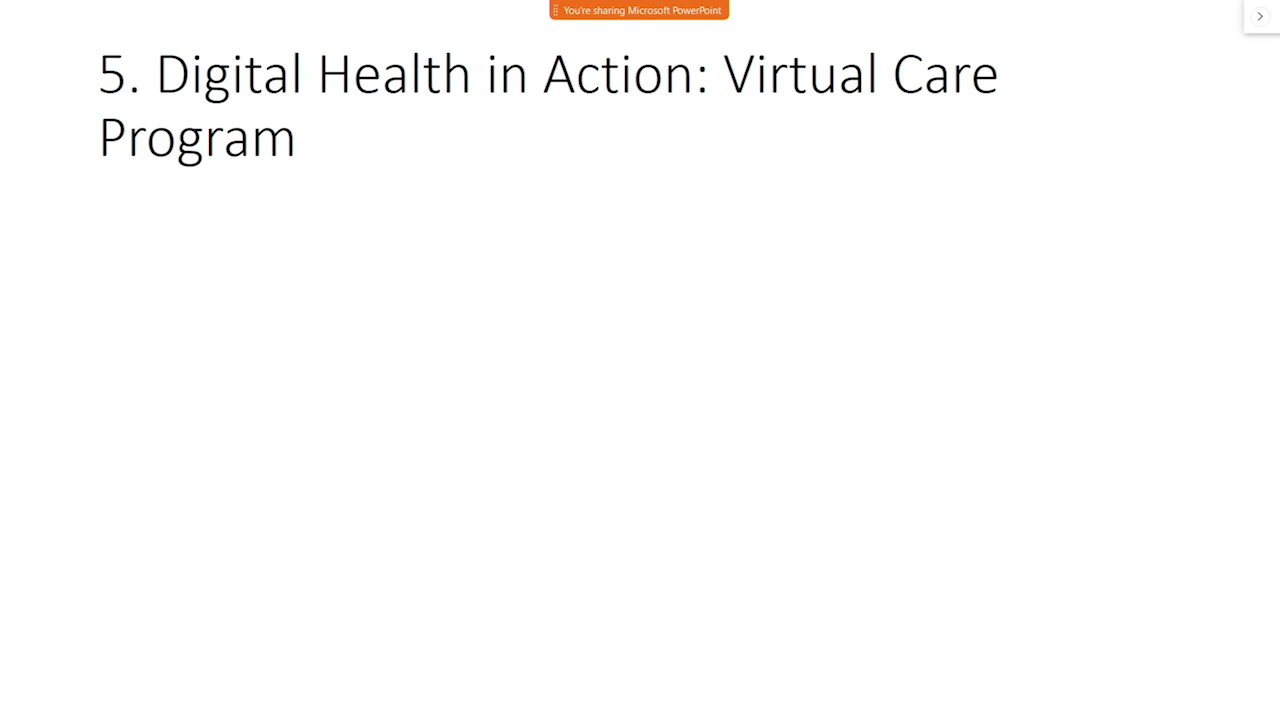 You're sharing Microsoft PowerPoint
5. Digital Health in Action: Virtual Care
Program